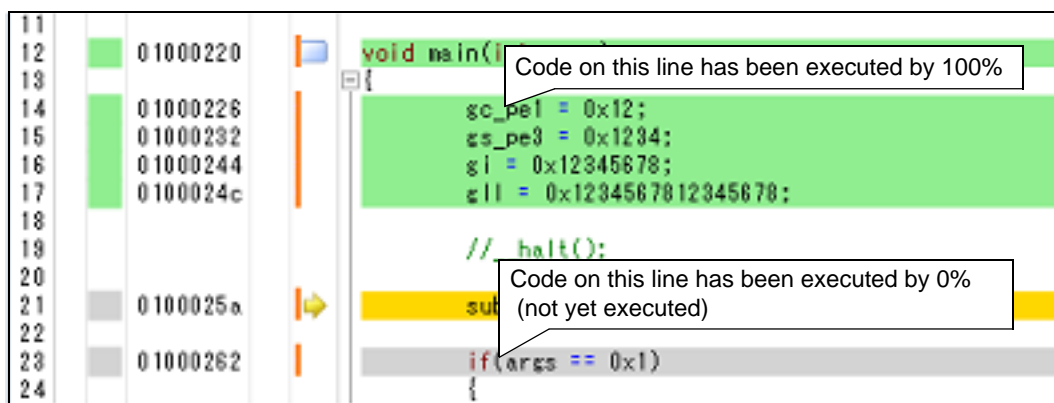 11
12 01000220 void main(i
Code on this line has been executed by 100%
13 {
14 01000226 gc_pe1 = 0x12;
15 01000232 gs_pe3 = 0x1234;
16 01000244 gi = 0x12345678;
17 0100024c gll = 0x1234567812345678;
18
19 //_halt();
20
Code on this line has been executed by 0%
(not yet executed)
21 0100025a sub
22
23 01000262 if(args == 0x1)
24 {